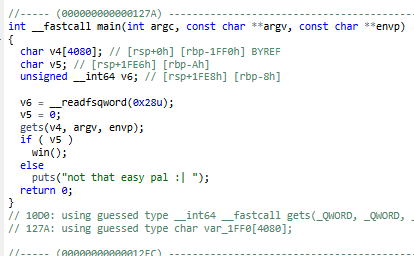 //----- (000000000000127A) ----------------------------------------
int __fastcall main(int argc, const char **argv, const char **envp)
{
  char v4[4080]; // [rsp+0h] [rbp-1FF0h] BYREF
  char v5; // [rsp+1FE6h] [rbp-Ah]
  unsigned __int64 v6; // [rsp+1FE8h] [rbp-8h]

  v6 = __readfsqword(0x28u);
  v5 = 0;
  gets(v4, argv, envp);
  if ( v5 )
    win();
  else
    puts("not that easy pal :| ");
  return 0;
}
// 10D0: using guessed type __int64 __fastcall gets(_QWORD, _QWORD, _
// 127A: using guessed type char var_1FF0[4080];
//----- (00000000000012EC) ----------------------------------------